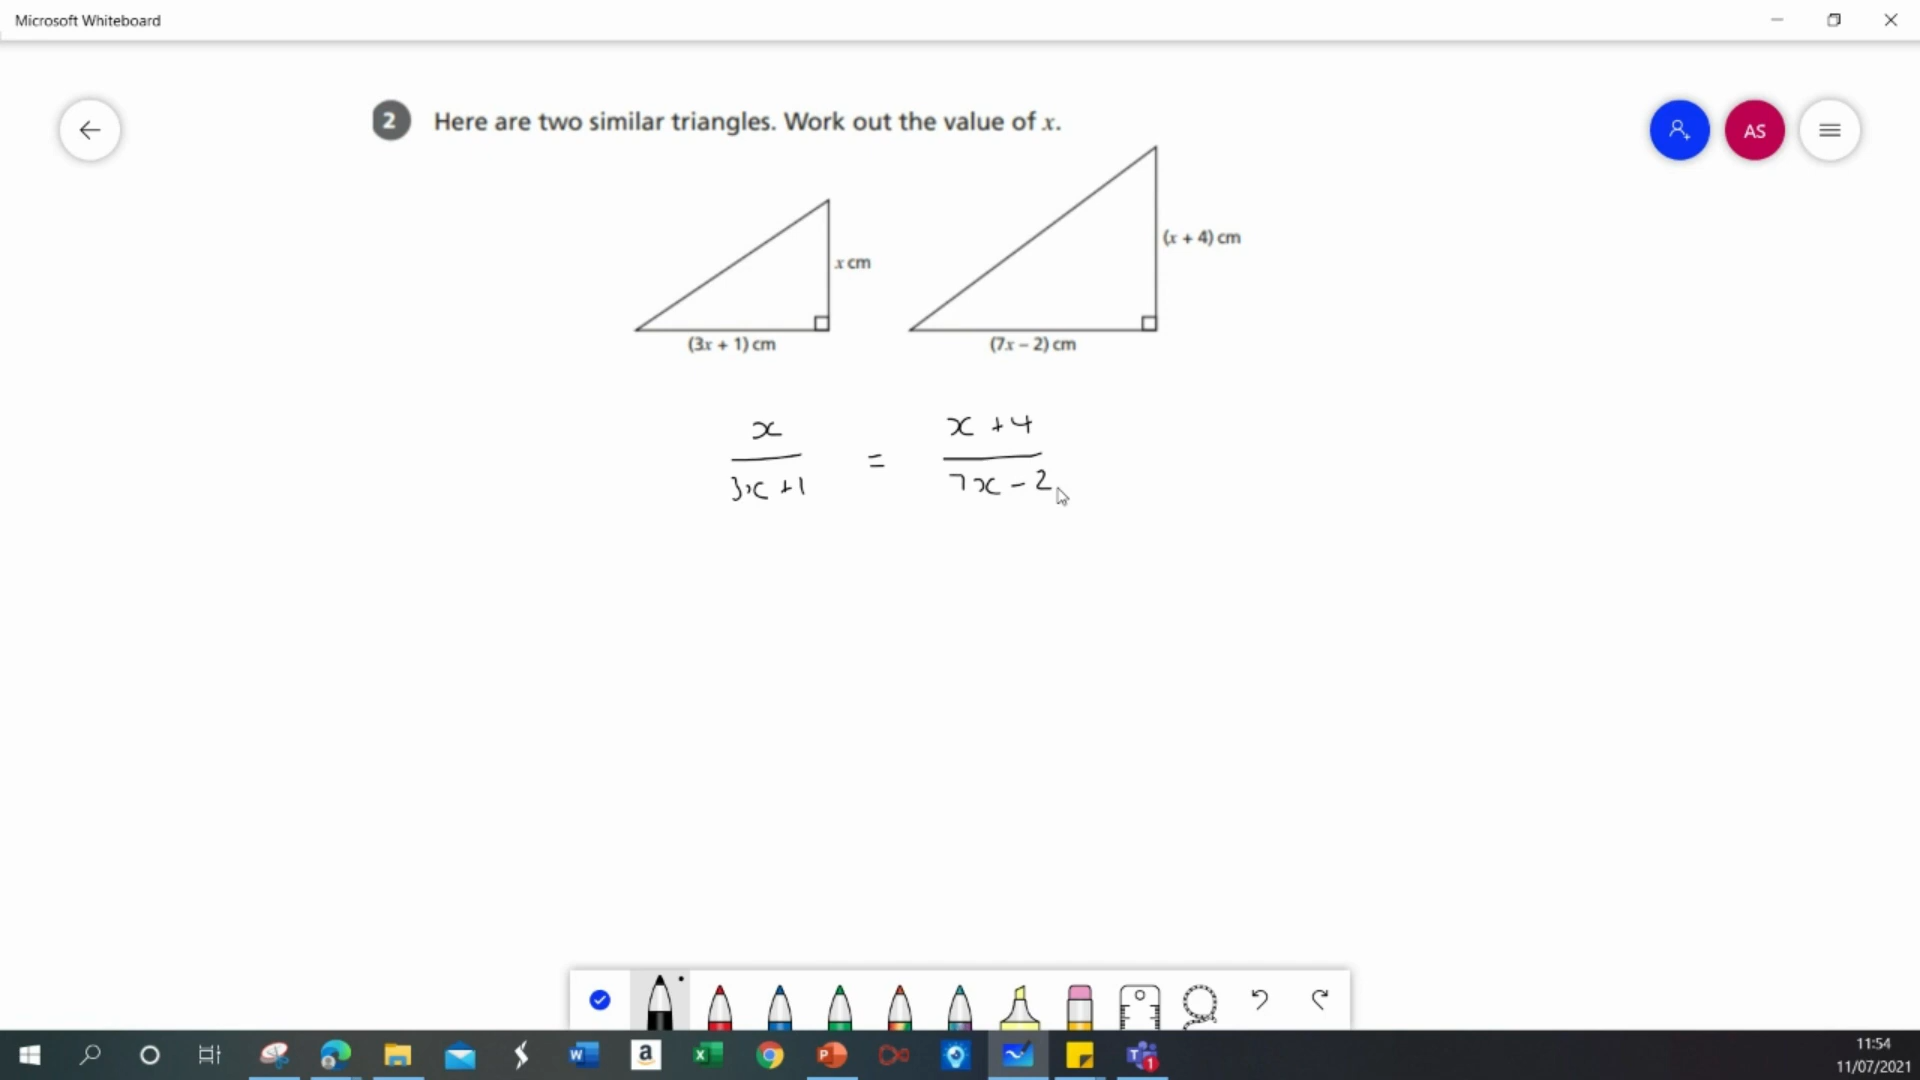 Microsoft Whiteboard
2 Here are two similar triangles. Work out the value of x.
AS
(x + 4) cm
x cm
(3x + 1) cm
(7x – 2) cm
x / 3x + 1 = x + 4 / 7x – 2
11:54
11/07/2021